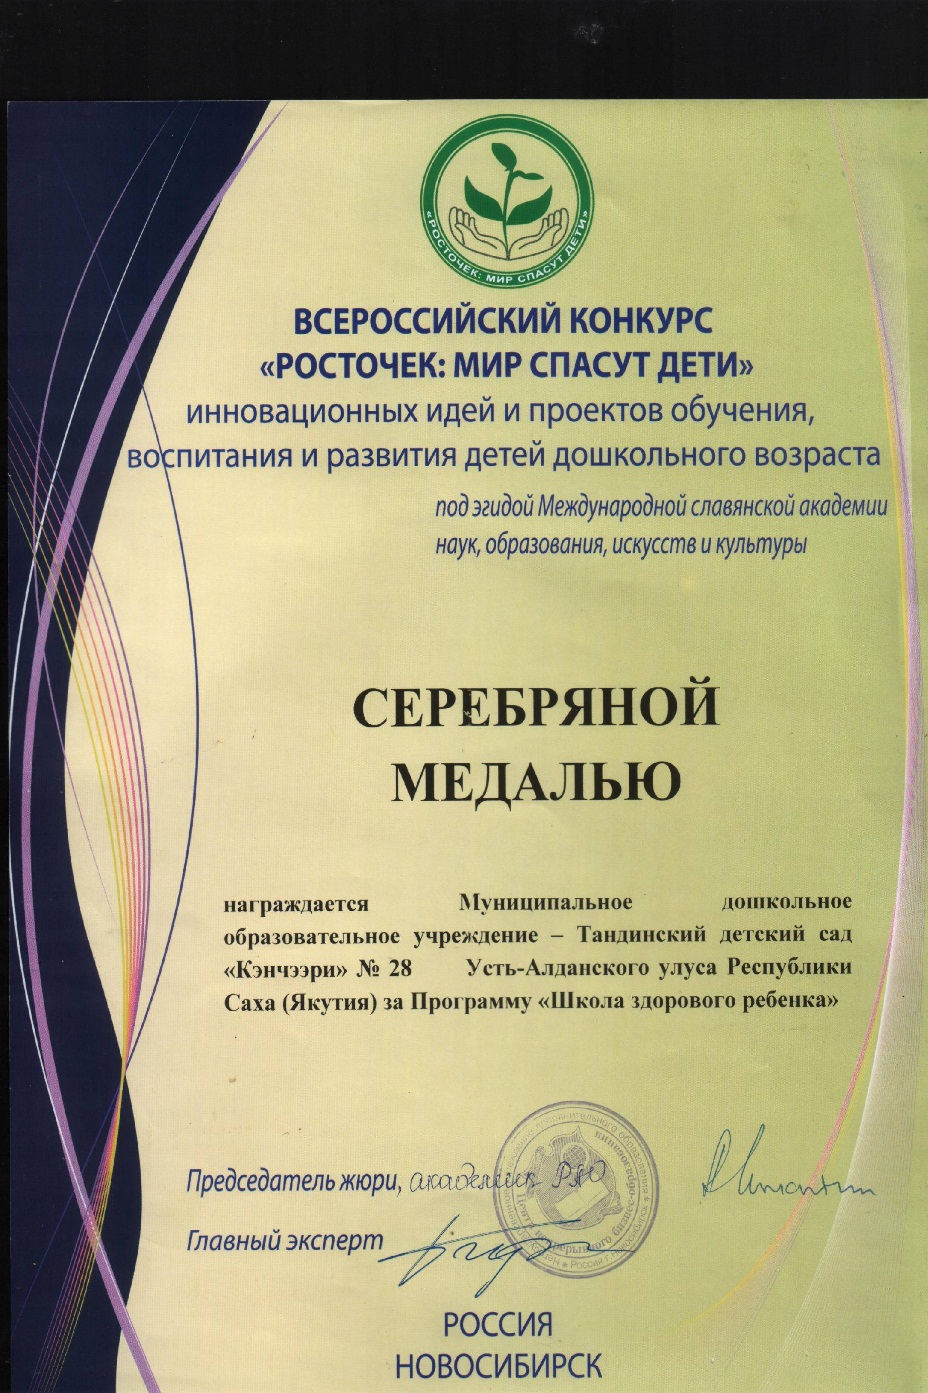 «РОСТОЧЕК: МИР СПАСУТ ДЕТИ»
ВСЕРОССИЙСКИЙ КОНКУРС
«РОСТОЧЕК: МИР СПАСУТ ДЕТИ»
инновационных идей и проектов обучения,
воспитания и развития детей дошкольного возраста
под эгидой Международной славянской академии
наук, образования, искусств и культуры
СЕРЕБРЯНОЙ
МЕДАЛЬЮ
награждается Муниципальное дошкольное
образовательное учреждение – Тандинский детский сад
«Кэнчээри» № 28 Усть-Алданского улуса Республики
Саха (Якутия) за Программу «Школа здорового ребенка»
Председатель жюри, академик РАО
Главный эксперт
РОССИЯ
НОВОСИБИРСК